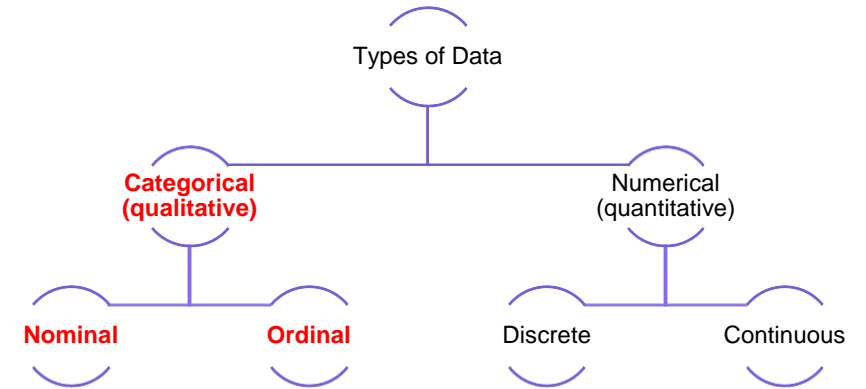 Types of Data
Categorical
(qualitative)
Numerical
(quantitative)
Nominal
Ordinal
Discrete
Continuous